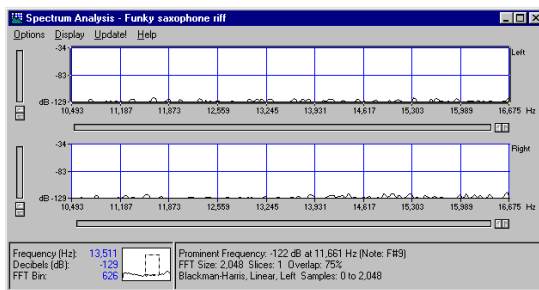 Spectrum Analysis - Funky saxophone riff
Options Display Update! Help
-34
Left
-83
dB -129
10,493 11,187 11,873 12,559 13,245 13,931 14,617 15,303 15,989 16,675 Hz
-34
Right
-83
dB -129
10,493 11,187 11,873 12,559 13,245 13,931 14,617 15,303 15,989 16,675 Hz
Frequency (Hz): 13,511
Decibels (dB): -129
FFT Bin: 626
Prominent Frequency: -122 dB at 11,661 Hz (Note: F#9)
FFT Size: 2,048 Slices: 1 Overlap: 75%
Blackman-Harris, Linear, Left Samples: 0 to 2,048